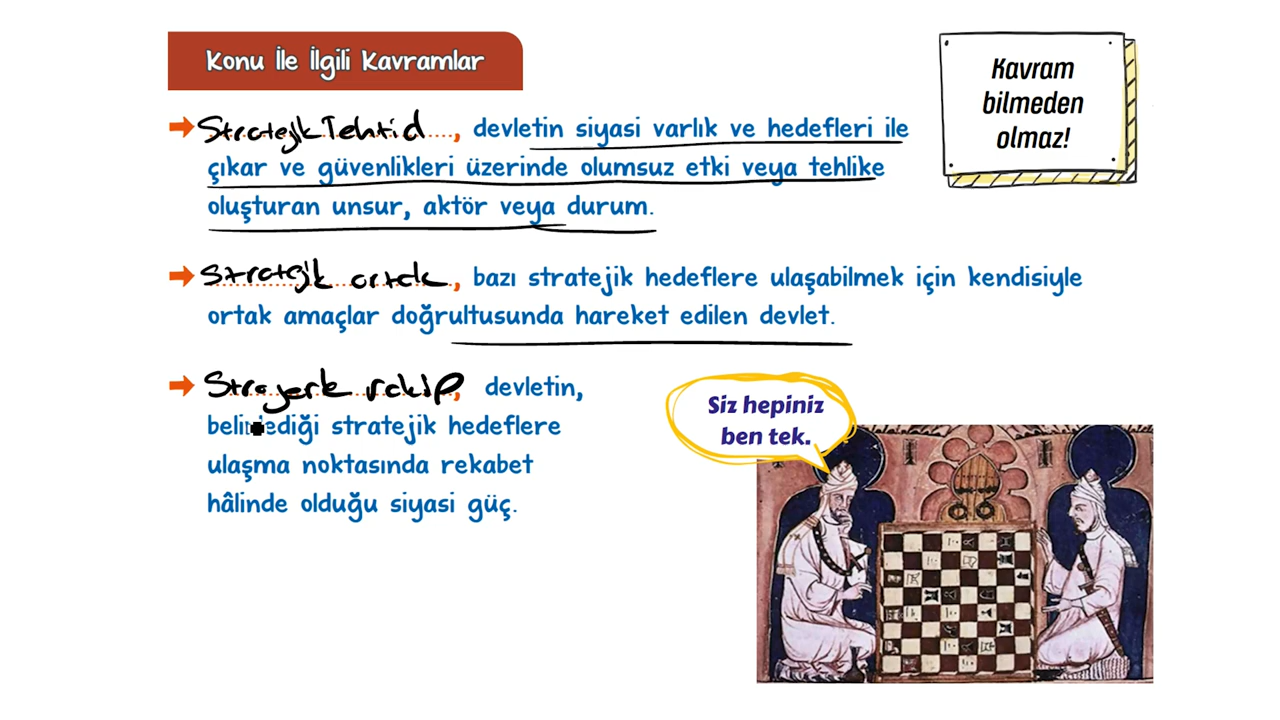 Konu İle İlgili Kavramlar
Kavram
bilmeden
olmaz!
Stratejik Tehtid, devletin siyasi varlık ve hedefleri ile
çıkar ve güvenlikleri üzerinde olumsuz etki veya tehlike
oluşturan unsur, aktör veya durum.
Stratejik ortak, bazı stratejik hedeflere ulaşabilmek için kendisiyle
ortak amaçlar doğrultusunda hareket edilen devlet.
rakip, devletin,
belirlediği stratejik hedeflere
ulaşma noktasında rekabet
hâlinde olduğu siyasi güç.
Siz hepiniz
ben tek.